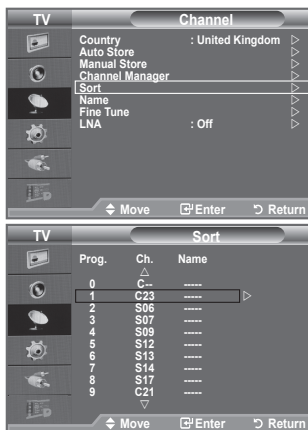 TV Channel
Country : United Kingdom
Auto Store
Manual Store
Channel Manager
Sort
Name
Fine Tune
LNA : Off
Move Enter Return
TV Sort
Prog. Ch. Name
0 C-- -----
1 C23 -----
2 S06 -----
3 S07 -----
4 S09 -----
5 S12 -----
6 S13 -----
7 S14 -----
8 S17 -----
9 C21 -----
Move Enter Return